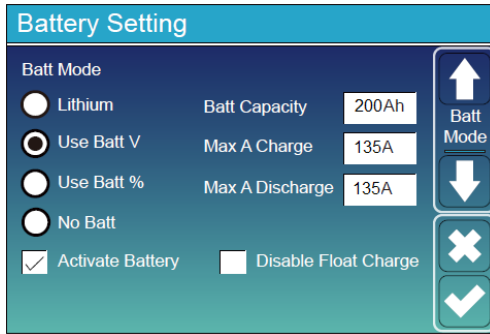 Battery Setting
Batt Mode
Lithium
Batt Capacity 200Ah
Use Batt V
Max A Charge 135A
Use Batt %
Max A Discharge 135A
No Batt
Activate Battery
Disable Float Charge
Batt
Mode